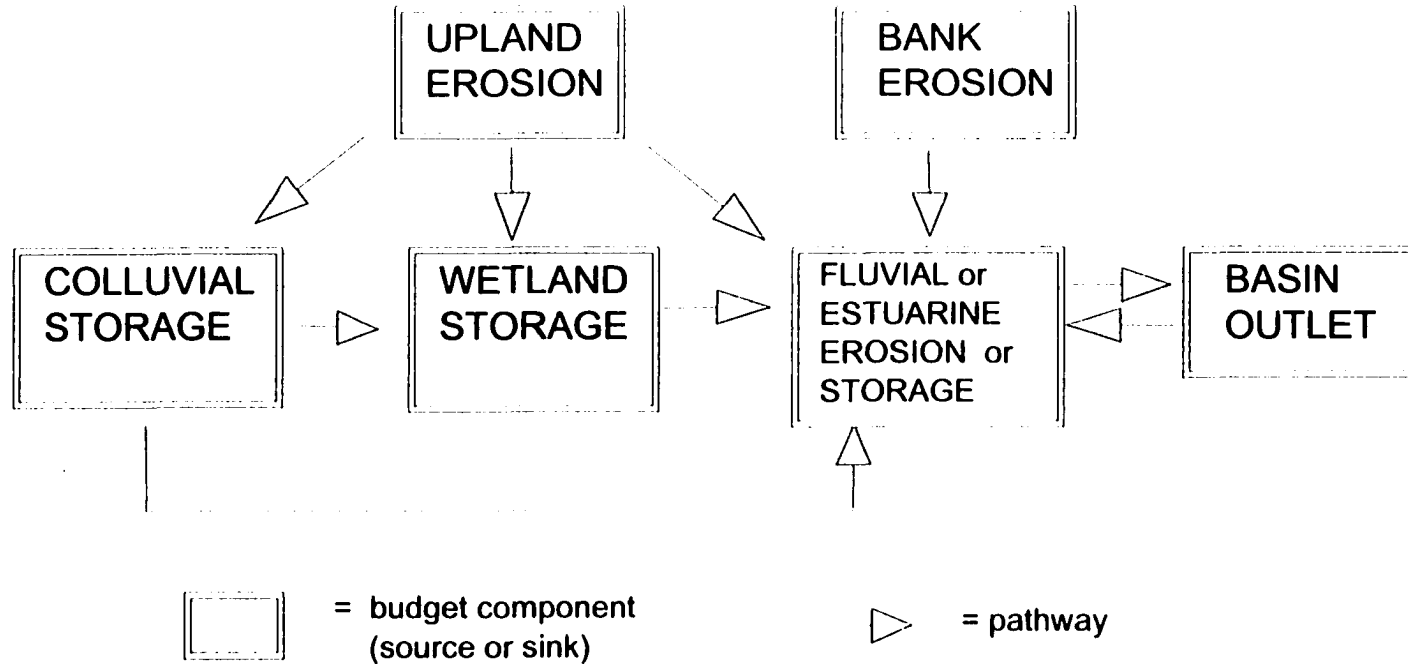 UPLAND
EROSION
BANK
EROSION
COLLUVIAL
STORAGE
WETLAND
STORAGE
FLUVIAL or
ESTUARINE
EROSION or
STORAGE
BASIN
OUTLET
= budget component
(source or sink)
= pathway